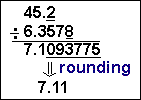 45.2
÷ 6.3578
7.1093775
⇓ rounding
7.11